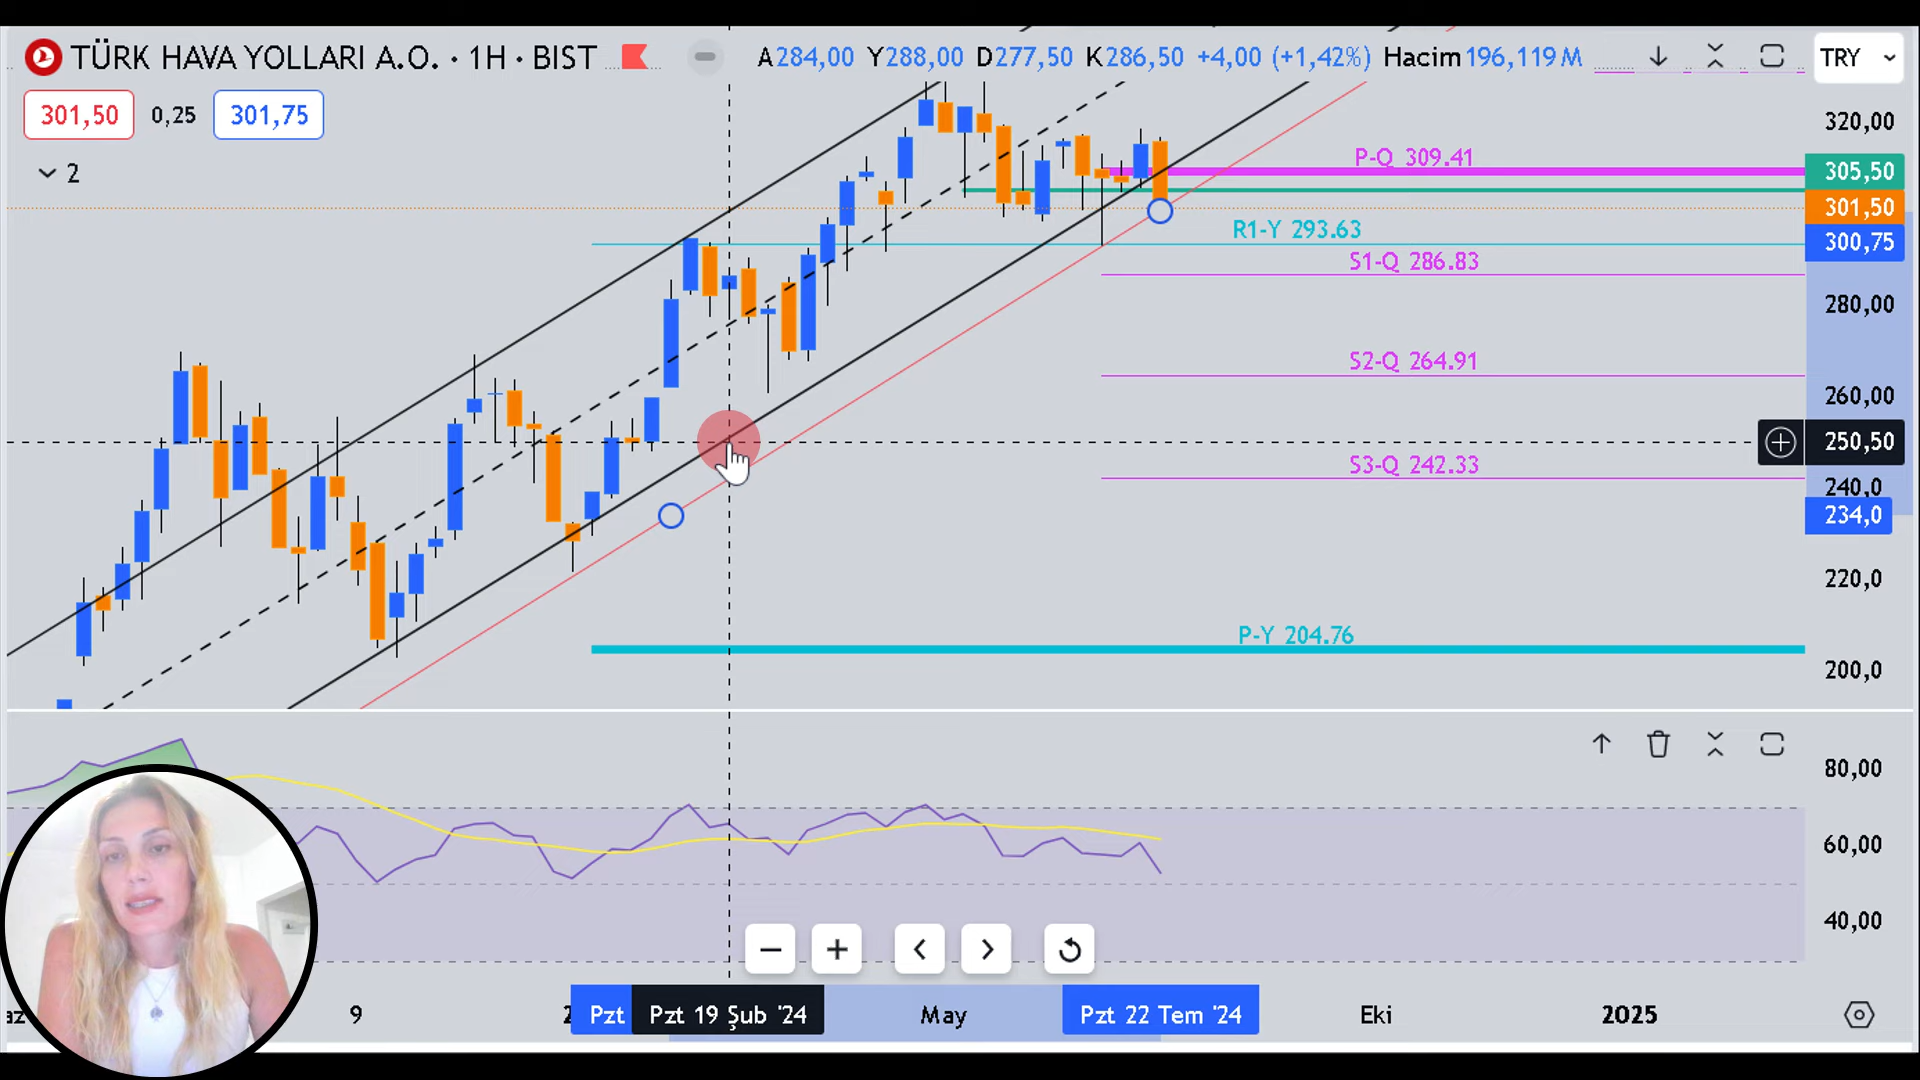 TÜRK HAVA YOLLARI A.O. · 1H · BIST
A284,00 Y288,00 D277,50 K286,50 +4,00 (+1,42%) Hacim 196,119 M
TRY
301,50 0,25 301,75
2
320,00
P-Q 309.41
305,50
301,50
R1-Y 293.63
300,75
S1-Q 286.83
280,00
S2-Q 264.91
260,00
250,50
S3-Q 242.33
240,0
234,0
220,0
P-Y 204.76
200,0
80,00
60,00
40,00
az 9 2 Pzt Pzt 19 Şub '24 May Pzt 22 Tem '24 Eki 2025